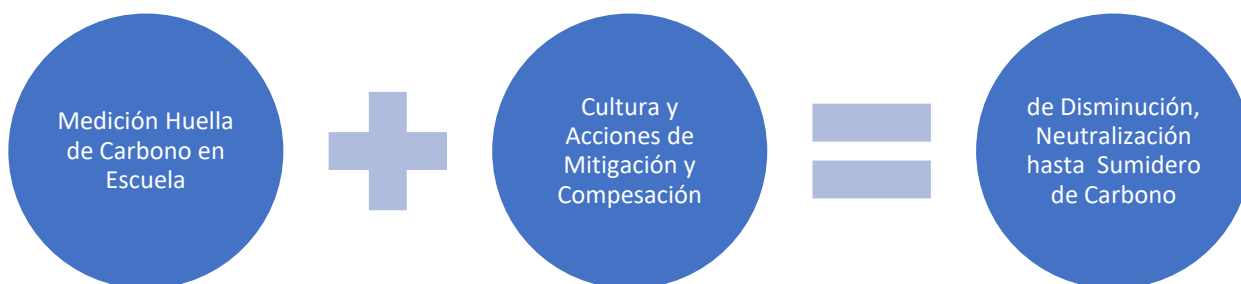 Medición Huella
de Carbono en
Escuela
Cultura y
Acciones de
Mitigación y
Compesación
de Disminución,
Neutralización
hasta Sumidero
de Carbono